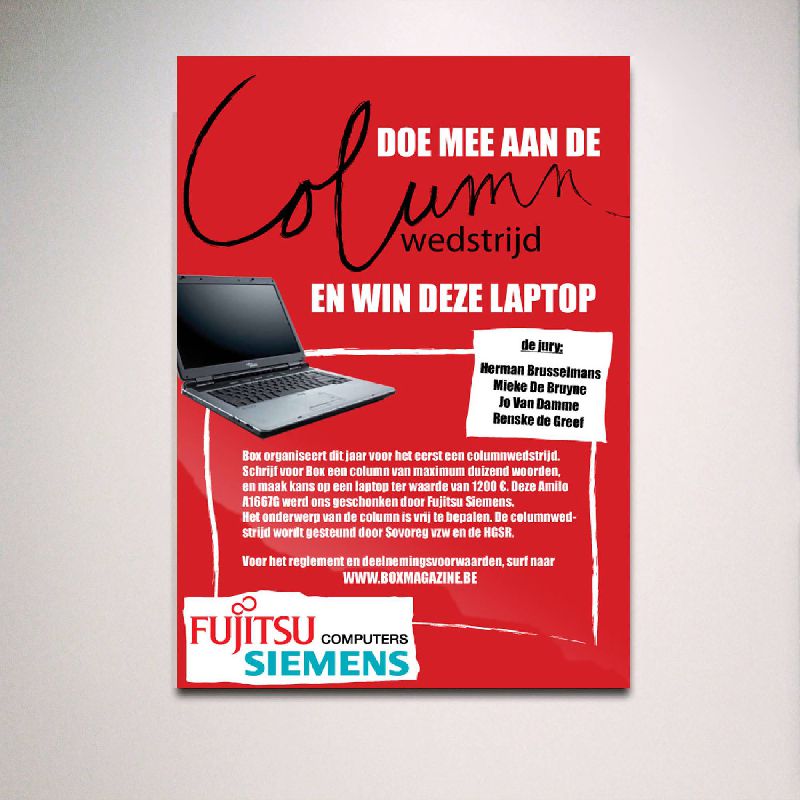 DOE MEE AAN DE
Column
wedstrijd
EN WIN DEZE LAPTOP
de jury:
Herman Brusselmans
Mieke De Bruyne
Jo Van Damme
Renske de Greef
Box organiseert dit jaar voor het eerst een columnwedstrijd.
Schrijf voor Box een column van maximum duizend woorden,
en maak kans op een laptop ter waarde van 1200 €. Deze Amilo
A1667G werd ons geschonken door Fujitsu Siemens.
Het onderwerp van de column is vrij te bepalen. De columnwed-
strijd wordt gesteund door Sovoreg vzw en de HGSR.
Voor het reglement en deelnemingsvoorwaarden, surf naar
WWW.BOXMAGAZINE.BE
FUJITSU COMPUTERS
SIEMENS